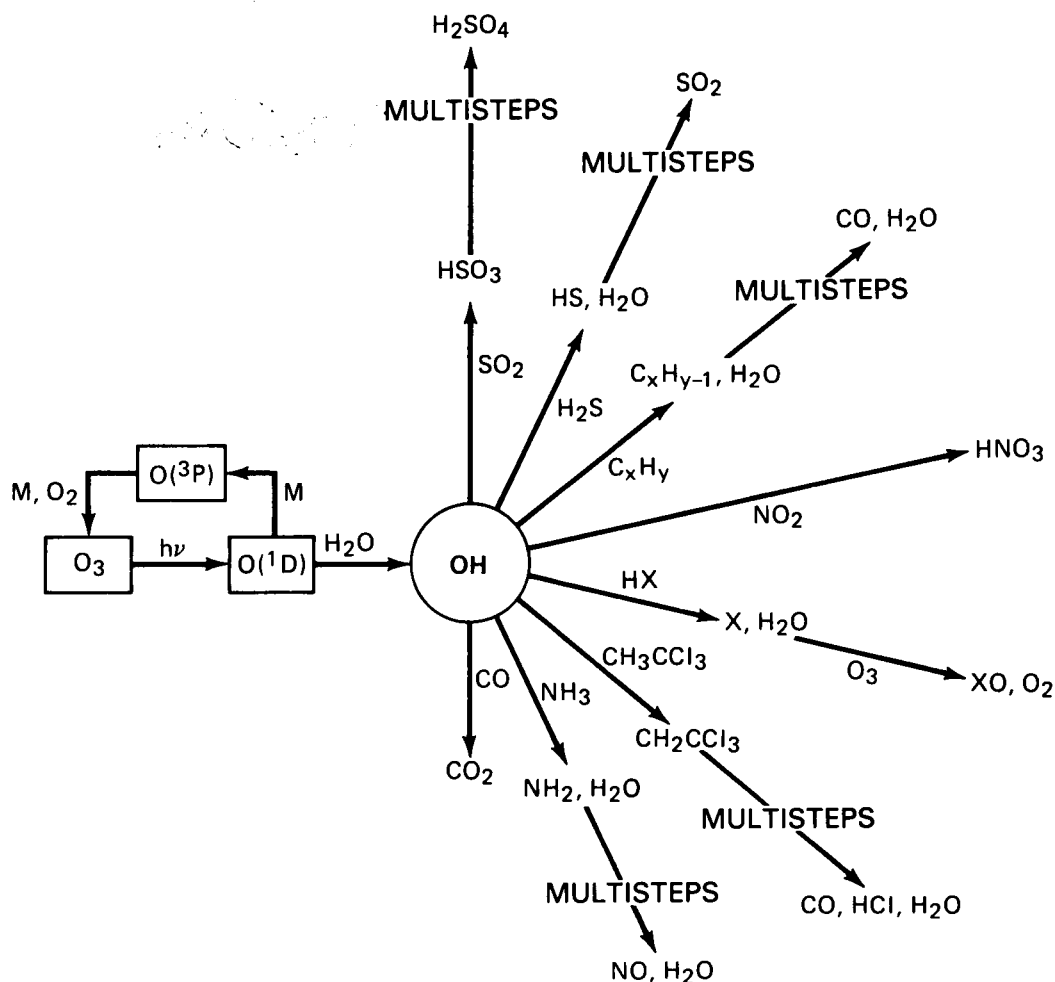 H₂SO₄
MULTISTEPS
SO₂
MULTISTEPS
CO, H₂O
MULTISTEPS
HSO₃
HS, H₂O
CₓHᵧ₋₁, H₂O
SO₂
H₂S
CₓHᵧ
HNO₃
NO₂
O(³P)
M, O₂
M
O₃
hν
O(¹D)
H₂O
OH
HX
X, H₂O
O₃
XO, O₂
CH₃CCl₃
CH₂CCl₃
MULTISTEPS
CO, HCl, H₂O
CO
CO₂
NH₃
NH₂, H₂O
MULTISTEPS
NO, H₂O